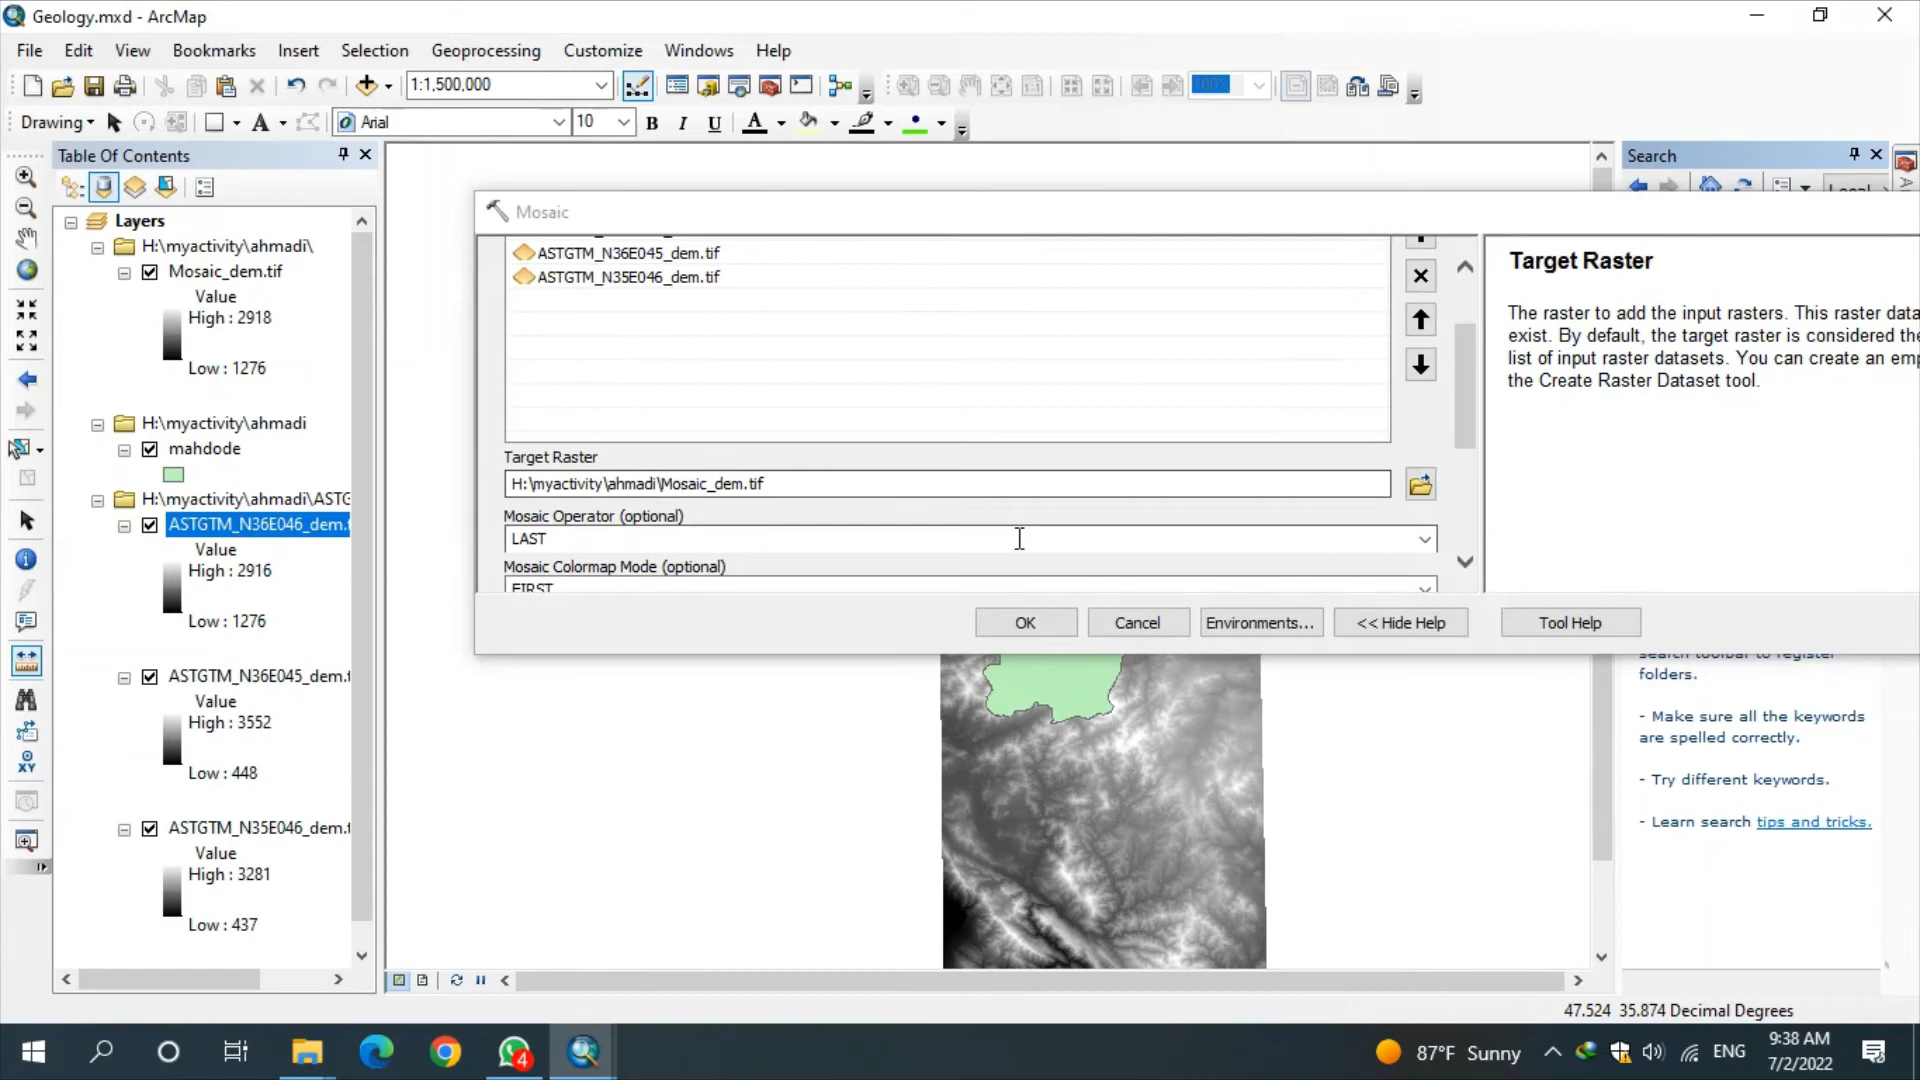 Geology.mxd - ArcMap
File Edit View Bookmarks Insert Selection Geoprocessing Customize Windows Help
1:1,500,000
Drawing A Arial 10 B I U A
Table Of Contents
Search
Local
Layers
H:\myactivity\ahmadi\
Mosaic_dem.tif
Value
High : 2918
Low : 1276
H:\myactivity\ahmadi
mahdode
H:\myactivity\ahmadi\ASTG
ASTGTM_N36E046_dem.t
Value
High : 2916
Low : 1276
ASTGTM_N36E045_dem.t
Value
High : 3552
Low : 448
ASTGTM_N35E046_dem.t
Value
High : 3281
Low : 437
XY
Mosaic
ASTGTM_N36E045_dem.tif
ASTGTM_N35E046_dem.tif
Target Raster
H:\myactivity\ahmadi\Mosaic_dem.tif
Mosaic Operator (optional)
LAST
Mosaic Colormap Mode (optional)
FIRST
OK Cancel Environments... << Hide Help Tool Help
Target Raster
The raster to add the input rasters. This raster data
exist. By default, the target raster is considered the
list of input raster datasets. You can create an emp
the Create Raster Dataset tool.
search toolbar to register
folders.
- Make sure all the keywords
are spelled correctly.
- Try different keywords.
- Learn search tips and tricks.
47.524 35.874 Decimal Degrees
4
87°F Sunny
ENG
9:38 AM
7/2/2022